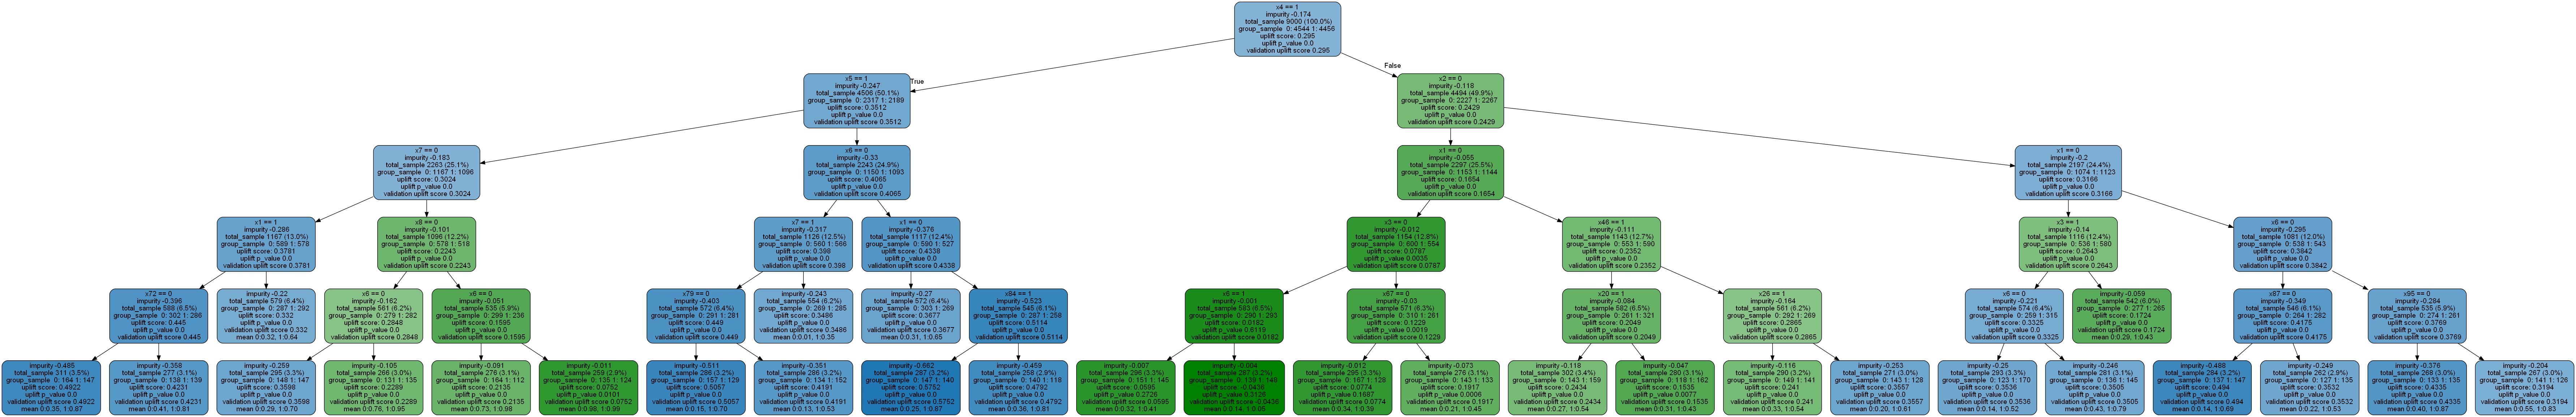 x4 == 1
impurity -0.174
total_sample 9000 (100.0%)
group_sample 0: 4544 1: 4456
uplift score: 0.295
uplift p_value 0.0
validation uplift score 0.295
True
False
x5 == 1
impurity -0.247
total_sample 4506 (50.1%)
group_sample 0: 2317 1: 2189
uplift score: 0.3512
uplift p_value 0.0
validation uplift score 0.3512
x2 == 0
impurity -0.118
total_sample 4494 (49.9%)
group_sample 0: 2227 1: 2267
uplift score: 0.2429
uplift p_value 0.0
validation uplift score 0.2429
x7 == 0
impurity -0.183
total_sample 2263 (25.1%)
group_sample 0: 1167 1: 1096
uplift score: 0.3024
uplift p_value 0.0
validation uplift score 0.3024
x6 == 0
impurity -0.33
total_sample 2243 (24.9%)
group_sample 0: 1150 1: 1093
uplift score: 0.4065
uplift p_value 0.0
validation uplift score 0.4065
x1 == 0
impurity -0.055
total_sample 2297 (25.5%)
group_sample 0: 1153 1: 1144
uplift score: 0.1654
uplift p_value 0.0
validation uplift score 0.1654
x1 == 0
impurity -0.2
total_sample 2197 (24.4%)
group_sample 0: 1074 1: 1123
uplift score: 0.3166
uplift p_value 0.0
validation uplift score 0.3166
x1 == 1
impurity -0.286
total_sample 1167 (13.0%)
group_sample 0: 589 1: 578
uplift score: 0.3781
uplift p_value 0.0
validation uplift score 0.3781
x8 == 0
impurity -0.101
total_sample 1096 (12.2%)
group_sample 0: 578 1: 518
uplift score: 0.2243
uplift p_value 0.0
validation uplift score 0.2243
x7 == 1
impurity -0.317
total_sample 1126 (12.5%)
group_sample 0: 560 1: 566
uplift score: 0.398
uplift p_value 0.0
validation uplift score 0.398
x1 == 0
impurity -0.376
total_sample 1117 (12.4%)
group_sample 0: 590 1: 527
uplift score: 0.4338
uplift p_value 0.0
validation uplift score 0.4338
x3 == 0
impurity -0.012
total_sample 1154 (12.8%)
group_sample 0: 600 1: 554
uplift score: 0.0787
uplift p_value 0.0035
validation uplift score 0.0787
x46 == 1
impurity -0.111
total_sample 1143 (12.7%)
group_sample 0: 553 1: 590
uplift score: 0.2352
uplift p_value 0.0
validation uplift score 0.2352
x3 == 1
impurity -0.14
total_sample 1116 (12.4%)
group_sample 0: 536 1: 580
uplift score: 0.2643
uplift p_value 0.0
validation uplift score 0.2643
x6 == 0
impurity -0.295
total_sample 1081 (12.0%)
group_sample 0: 538 1: 543
uplift score: 0.3842
uplift p_value 0.0
validation uplift score 0.3842
x72 == 0
impurity -0.396
total_sample 588 (6.5%)
group_sample 0: 302 1: 286
uplift score: 0.445
uplift p_value 0.0
validation uplift score 0.445
impurity -0.22
total_sample 579 (6.4%)
group_sample 0: 287 1: 292
uplift score: 0.332
uplift p_value 0.0
validation uplift score 0.332
mean 0:0.32, 1:0.64
x6 == 0
impurity -0.162
total_sample 561 (6.2%)
group_sample 0: 279 1: 282
uplift score: 0.2848
uplift p_value 0.0
validation uplift score 0.2848
x6 == 0
impurity -0.051
total_sample 535 (5.9%)
group_sample 0: 299 1: 236
uplift score: 0.1595
uplift p_value 0.0
validation uplift score 0.1595
x79 == 0
impurity -0.403
total_sample 572 (6.4%)
group_sample 0: 291 1: 281
uplift score: 0.449
uplift p_value 0.0
validation uplift score 0.449
impurity -0.243
total_sample 554 (6.2%)
group_sample 0: 269 1: 285
uplift score: 0.3486
uplift p_value 0.0
validation uplift score 0.3486
mean 0:0.01, 1:0.35
impurity -0.27
total_sample 572 (6.4%)
group_sample 0: 303 1: 269
uplift score: 0.3677
uplift p_value 0.0
validation uplift score 0.3677
mean 0:0.31, 1:0.65
x84 == 1
impurity -0.523
total_sample 545 (6.1%)
group_sample 0: 287 1: 258
uplift score: 0.5114
uplift p_value 0.0
validation uplift score 0.5114
x6 == 1
impurity -0.001
total_sample 583 (6.5%)
group_sample 0: 290 1: 293
uplift score: 0.0182
uplift p_value 0.6119
validation uplift score 0.0182
x67 == 0
impurity -0.03
total_sample 571 (6.3%)
group_sample 0: 310 1: 261
uplift score: 0.1229
uplift p_value 0.0019
validation uplift score 0.1229
x20 == 1
impurity -0.084
total_sample 582 (6.5%)
group_sample 0: 261 1: 321
uplift score: 0.2049
uplift p_value 0.0
validation uplift score 0.2049
x26 == 1
impurity -0.164
total_sample 561 (6.2%)
group_sample 0: 292 1: 269
uplift score: 0.2865
uplift p_value 0.0
validation uplift score 0.2865
x6 == 0
impurity -0.221
total_sample 574 (6.4%)
group_sample 0: 259 1: 315
uplift score: 0.3325
uplift p_value 0.0
validation uplift score 0.3325
impurity -0.059
total_sample 542 (6.0%)
group_sample 0: 277 1: 265
uplift score: 0.1724
uplift p_value 0.0
validation uplift score 0.1724
mean 0:0.29, 1:0.43
x87 == 0
impurity -0.349
total_sample 546 (6.1%)
group_sample 0: 264 1: 282
uplift score: 0.4175
uplift p_value 0.0
validation uplift score 0.4175
x95 == 0
impurity -0.284
total_sample 535 (5.9%)
group_sample 0: 274 1: 261
uplift score: 0.3769
uplift p_value 0.0
validation uplift score 0.3769
impurity -0.485
total_sample 311 (3.5%)
group_sample 0: 164 1: 147
uplift score: 0.4922
uplift p_value 0.0
validation uplift score 0.4922
mean 0:0.35, 1:0.87
impurity -0.358
total_sample 277 (3.1%)
group_sample 0: 138 1: 139
uplift score: 0.4231
uplift p_value 0.0
validation uplift score 0.4231
mean 0:0.41, 1:0.81
impurity -0.259
total_sample 295 (3.3%)
group_sample 0: 148 1: 147
uplift score: 0.3598
uplift p_value 0.0
validation uplift score 0.3598
mean 0:0.29, 1:0.70
impurity -0.105
total_sample 266 (3.0%)
group_sample 0: 131 1: 135
uplift score: 0.2289
uplift p_value 0.0
validation uplift score 0.2289
mean 0:0.76, 1:0.95
impurity -0.091
total_sample 276 (3.1%)
group_sample 0: 164 1: 112
uplift score: 0.2135
uplift p_value 0.0
validation uplift score 0.2135
mean 0:0.73, 1:0.98
impurity -0.011
total_sample 259 (2.9%)
group_sample 0: 135 1: 124
uplift score: 0.0752
uplift p_value 0.0101
validation uplift score 0.0752
mean 0:0.98, 1:0.99
impurity -0.511
total_sample 286 (3.2%)
group_sample 0: 157 1: 129
uplift score: 0.5057
uplift p_value 0.0
validation uplift score 0.5057
mean 0:0.15, 1:0.70
impurity -0.351
total_sample 286 (3.2%)
group_sample 0: 134 1: 152
uplift score: 0.4191
uplift p_value 0.0
validation uplift score 0.4191
mean 0:0.13, 1:0.53
impurity -0.662
total_sample 287 (3.2%)
group_sample 0: 147 1: 140
uplift score: 0.5752
uplift p_value 0.0
validation uplift score 0.5752
mean 0:0.25, 1:0.87
impurity -0.459
total_sample 258 (2.9%)
group_sample 0: 140 1: 118
uplift score: 0.4792
uplift p_value 0.0
validation uplift score 0.4792
mean 0:0.36, 1:0.81
impurity -0.007
total_sample 296 (3.3%)
group_sample 0: 151 1: 145
uplift score: 0.0595
uplift p_value 0.2726
validation uplift score 0.0595
mean 0:0.32, 1:0.41
impurity -0.004
total_sample 287 (3.2%)
group_sample 0: 139 1: 148
uplift score: -0.0436
uplift p_value 0.3128
validation uplift score -0.0436
mean 0:0.14, 1:0.05
impurity -0.012
total_sample 295 (3.3%)
group_sample 0: 167 1: 128
uplift score: 0.0774
uplift p_value 0.1687
validation uplift score 0.0774
mean 0:0.34, 1:0.39
impurity -0.073
total_sample 276 (3.1%)
group_sample 0: 143 1: 133
uplift score: 0.1917
uplift p_value 0.0006
validation uplift score 0.1917
mean 0:0.21, 1:0.45
impurity -0.118
total_sample 302 (3.4%)
group_sample 0: 143 1: 159
uplift score: 0.2434
uplift p_value 0.0
validation uplift score 0.2434
mean 0:0.27, 1:0.54
impurity -0.047
total_sample 280 (3.1%)
group_sample 0: 118 1: 162
uplift score: 0.1535
uplift p_value 0.0077
validation uplift score 0.1535
mean 0:0.31, 1:0.43
impurity -0.116
total_sample 290 (3.2%)
group_sample 0: 149 1: 141
uplift score: 0.241
uplift p_value 0.0
validation uplift score 0.241
mean 0:0.33, 1:0.54
impurity -0.253
total_sample 271 (3.0%)
group_sample 0: 143 1: 128
uplift score: 0.3557
uplift p_value 0.0
validation uplift score 0.3557
mean 0:0.20, 1:0.61
impurity -0.25
total_sample 293 (3.3%)
group_sample 0: 123 1: 170
uplift score: 0.3536
uplift p_value 0.0
validation uplift score 0.3536
mean 0:0.14, 1:0.52
impurity -0.246
total_sample 281 (3.1%)
group_sample 0: 136 1: 145
uplift score: 0.3505
uplift p_value 0.0
validation uplift score 0.3505
mean 0:0.43, 1:0.79
impurity -0.488
total_sample 284 (3.2%)
group_sample 0: 137 1: 147
uplift score: 0.494
uplift p_value 0.0
validation uplift score 0.494
mean 0:0.14, 1:0.69
impurity -0.249
total_sample 262 (2.9%)
group_sample 0: 127 1: 135
uplift score: 0.3532
uplift p_value 0.0
validation uplift score 0.3532
mean 0:0.22, 1:0.53
impurity -0.376
total_sample 268 (3.0%)
group_sample 0: 133 1: 135
uplift score: 0.4335
uplift p_value 0.0
validation uplift score 0.4335
mean 0:0.40, 1:0.87
impurity -0.204
total_sample 267 (3.0%)
group_sample 0: 141 1: 126
uplift score: 0.3194
uplift p_value 0.0
validation uplift score 0.3194
mean 0:0.55, 1:0.83